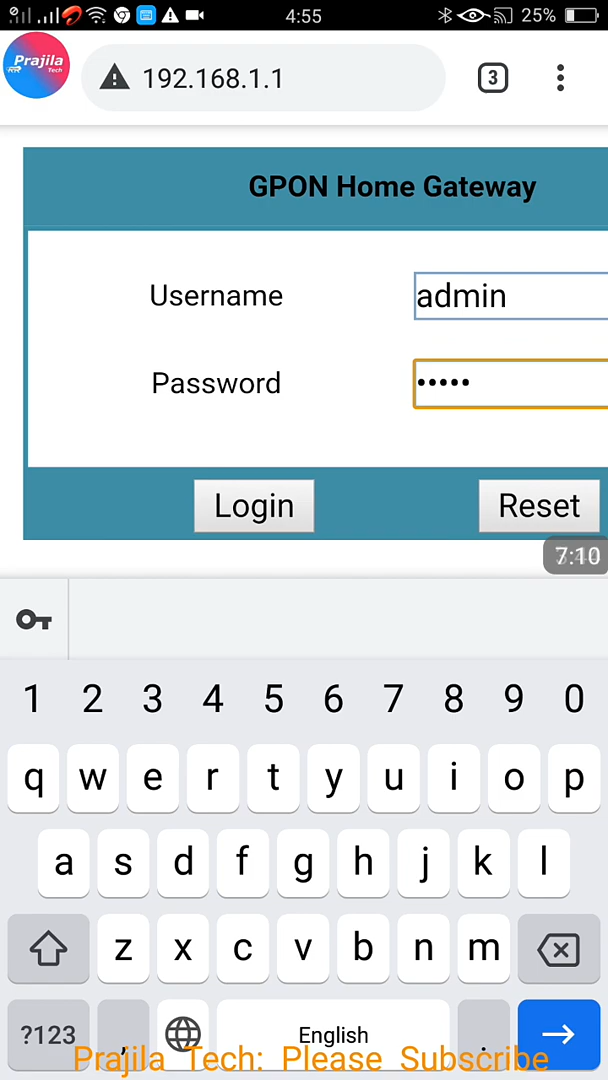 4:55
25%
Prajila
RR Tech
192.168.1.1
3
GPON Home Gateway
Username admin
Password •••••
Login Reset
7:10
1 2 3 4 5 6 7 8 9 0
q w e r t y u i o p
a s d f g h j k l
z x c v b n m
?123 , English .
Prajila Tech: Please Subscribe